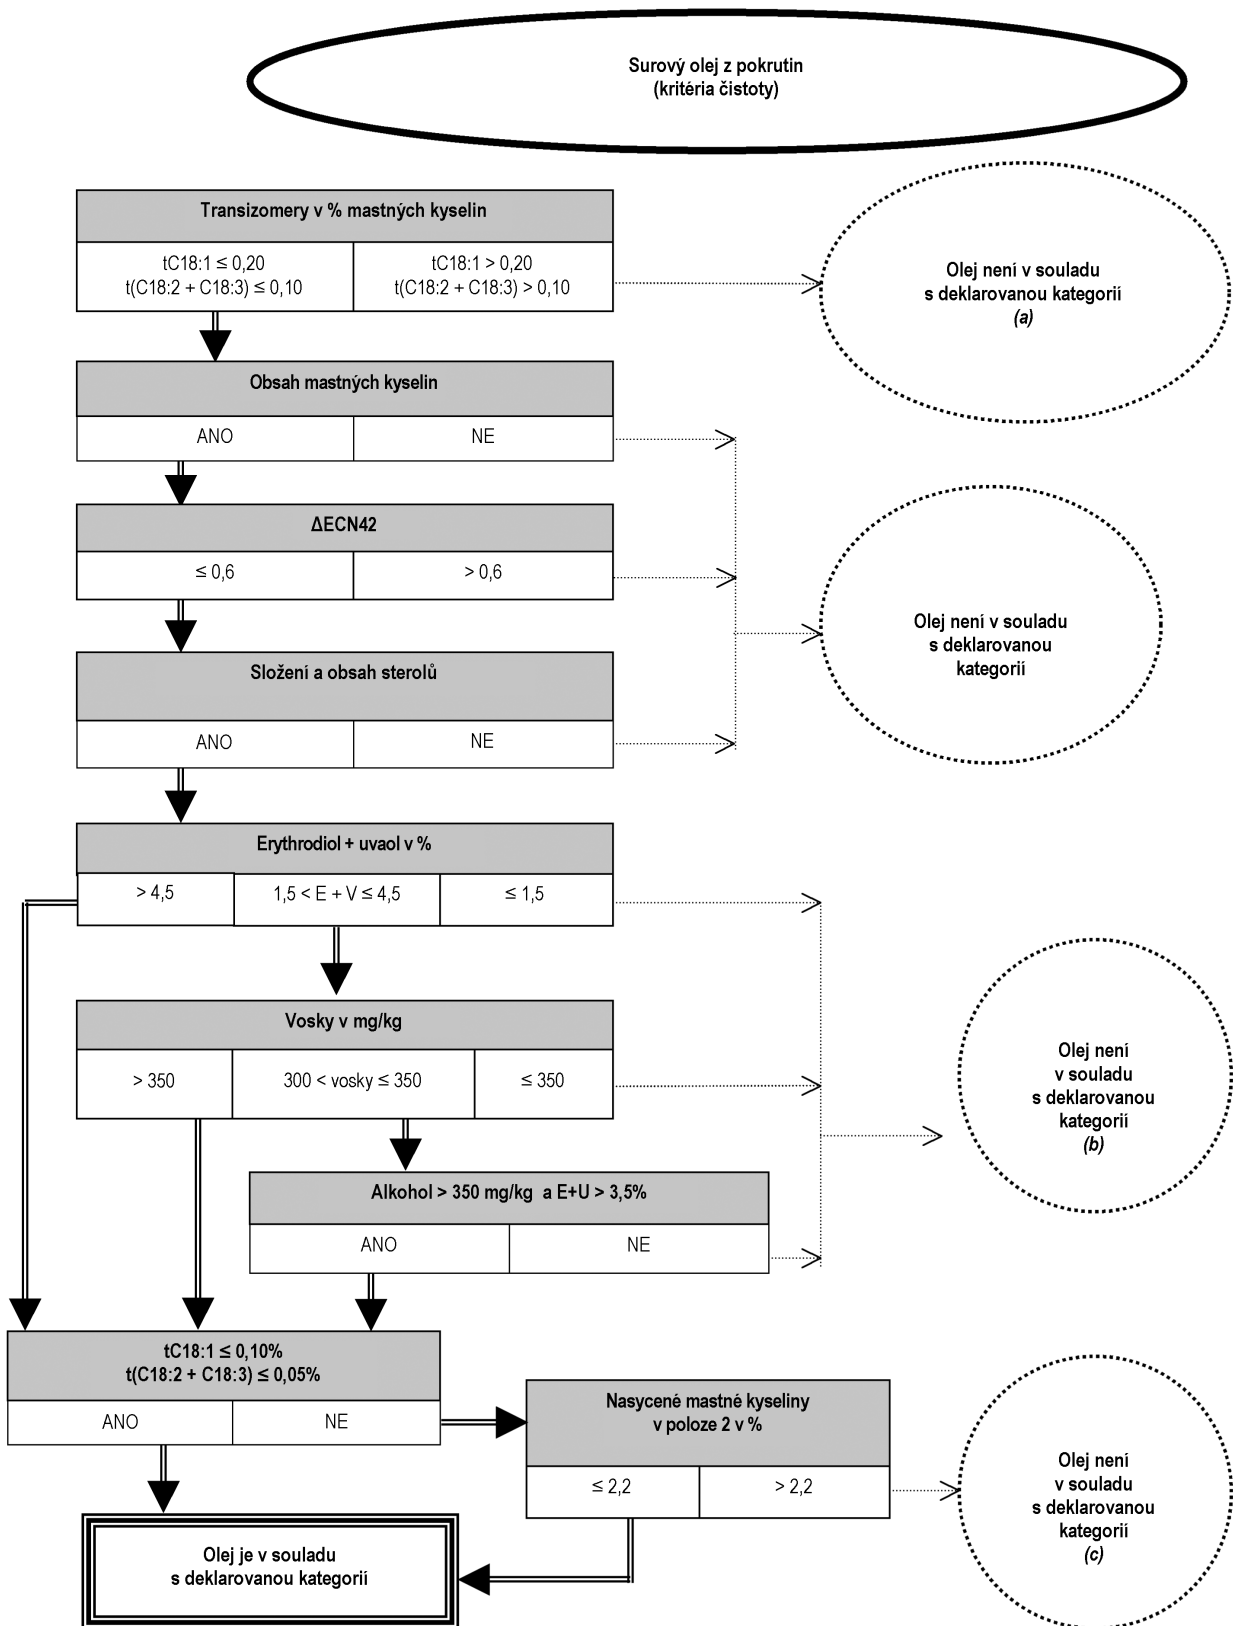 Surový olej z pokrutin
(kritéria čistoty)
Transizomery v % mastných kyselin
tC18:1 ≤ 0,20
t(C18:2 + C18:3) ≤ 0,10
tC18:1 > 0,20
t(C18:2 + C18:3) > 0,10
Olej není v souladu
s deklarovanou kategorií
(a)
Obsah mastných kyselin
ANO
NE
ΔECN42
≤ 0,6
> 0,6
Olej není v souladu
s deklarovanou
kategorií
Složení a obsah sterolů
ANO
NE
Erythrodiol + uvaol v %
> 4,5
1,5 < E + V ≤ 4,5
≤ 1,5
Vosky v mg/kg
> 350
300 < vosky ≤ 350
≤ 350
Olej není
v souladu
s deklarovanou
kategorií
(b)
Alkohol > 350 mg/kg a E+U > 3,5%
ANO
NE
tC18:1 ≤ 0,10%
t(C18:2 + C18:3) ≤ 0,05%
ANO
NE
Nasycené mastné kyseliny
v poloze 2 v %
≤ 2,2
> 2,2
Olej není
v souladu
s deklarovanou
kategorií
(c)
Olej je v souladu
s deklarovanou kategorií